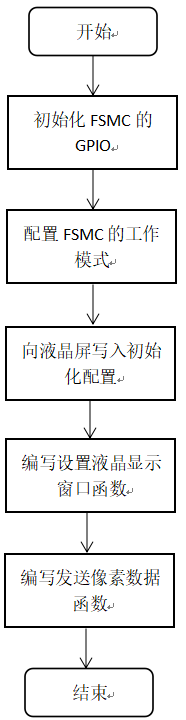 开始
初始化 FSMC 的
GPIO
配置 FSMC 的工作
模式
向液晶屏写入初始
化配置
编写设置液晶显示
窗口函数
编写发送像素数据
函数
结束